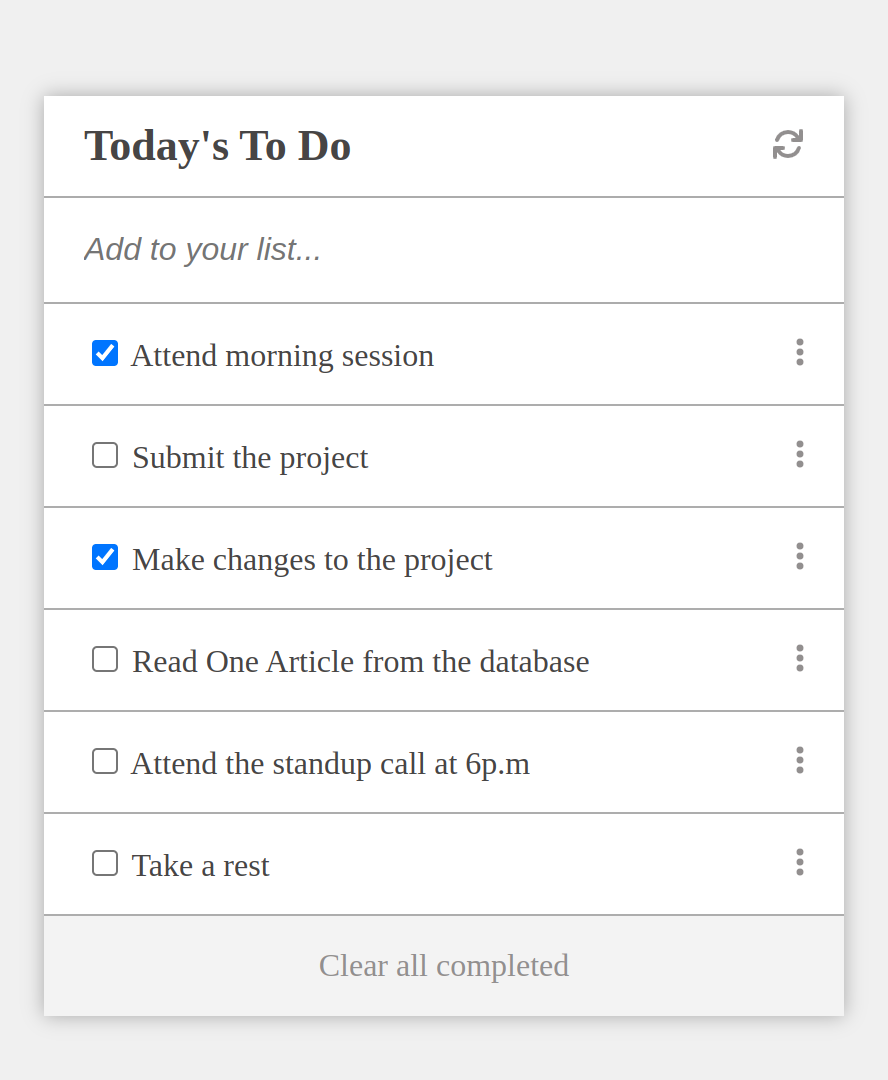 Today's To Do
Add to your list...
Attend morning session
Submit the project
Make changes to the project
Read One Article from the database
Attend the standup call at 6p.m
Take a rest
Clear all completed